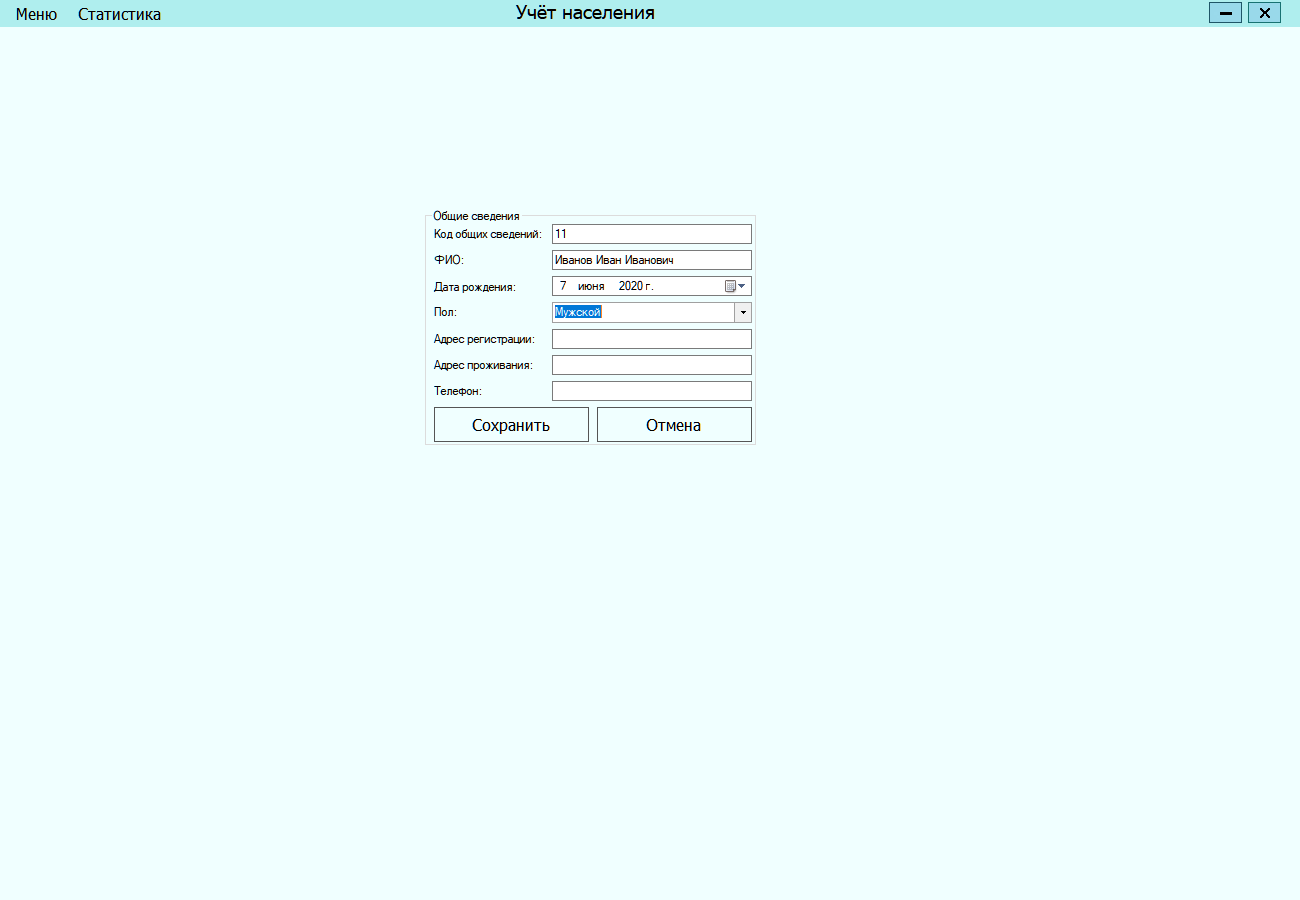 Меню Статистика Учёт населения
Общие сведения
Код общих сведений: 11
ФИО: Иванов Иван Иванович
Дата рождения: 7 июня 2020 г.
Пол: Мужской
Адрес регистрации:
Адрес проживания:
Телефон:
Сохранить Отмена